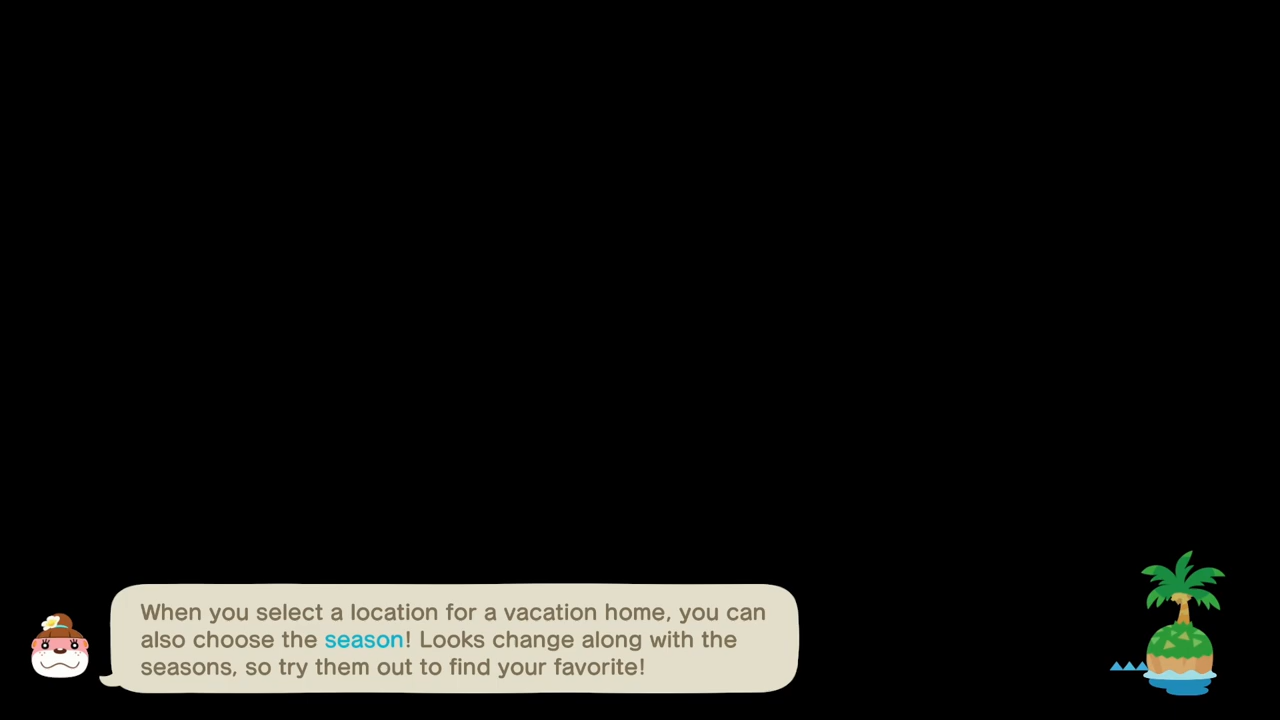 When you select a location for a vacation home, you can
also choose the season! Looks change along with the
seasons, so try them out to find your favorite!